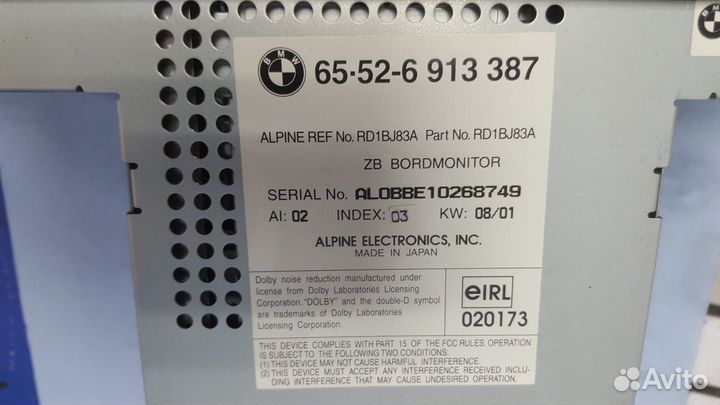 BMW
65·52-6 913 387
ALPINE REF No. RD1BJ83A Part No. RD1BJ83A
ZB BORDMONITOR
SERIAL No. AL0BBE10268749
AI: 02 INDEX: 03 KW: 08/01
ALPINE ELECTRONICS, INC.
MADE IN JAPAN
Dolby noise reduction manufactured under
license from Dolby Laboratories Licensing
Corporation. "DOLBY" and the double-D symbol
are trademarks of Dolby Laboratories
Licensing Corporation.
eIRL
020173
THIS DEVICE COMPLIES WITH PART 15 OF THE FCC RULES. OPERATION
IS SUBJECT TO THE FOLLOWING TWO CONDITIONS:
(1) THIS DEVICE MAY NOT CAUSE HARMFUL INTERFERENCE.
(2) THIS DEVICE MUST ACCEPT ANY INTERFERENCE RECEIVED INCLU-
ING INTERFERENCE THAT MAY CAUSE UNDESIRED OPERATION.
Avito